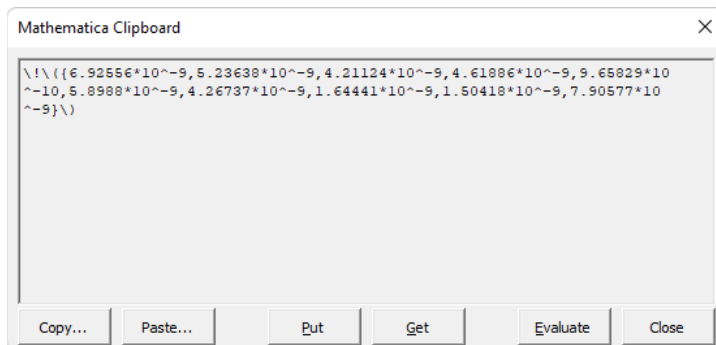 Mathematica Clipboard
\!\({6.92556*10^-9,5.23638*10^-9,4.21124*10^-9,4.61886*10^-9,9.65829*10
^-10,5.8988*10^-9,4.26737*10^-9,1.64441*10^-9,1.50418*10^-9,7.90577*10
^-9}\)
Copy... Paste... Put Get Evaluate Close